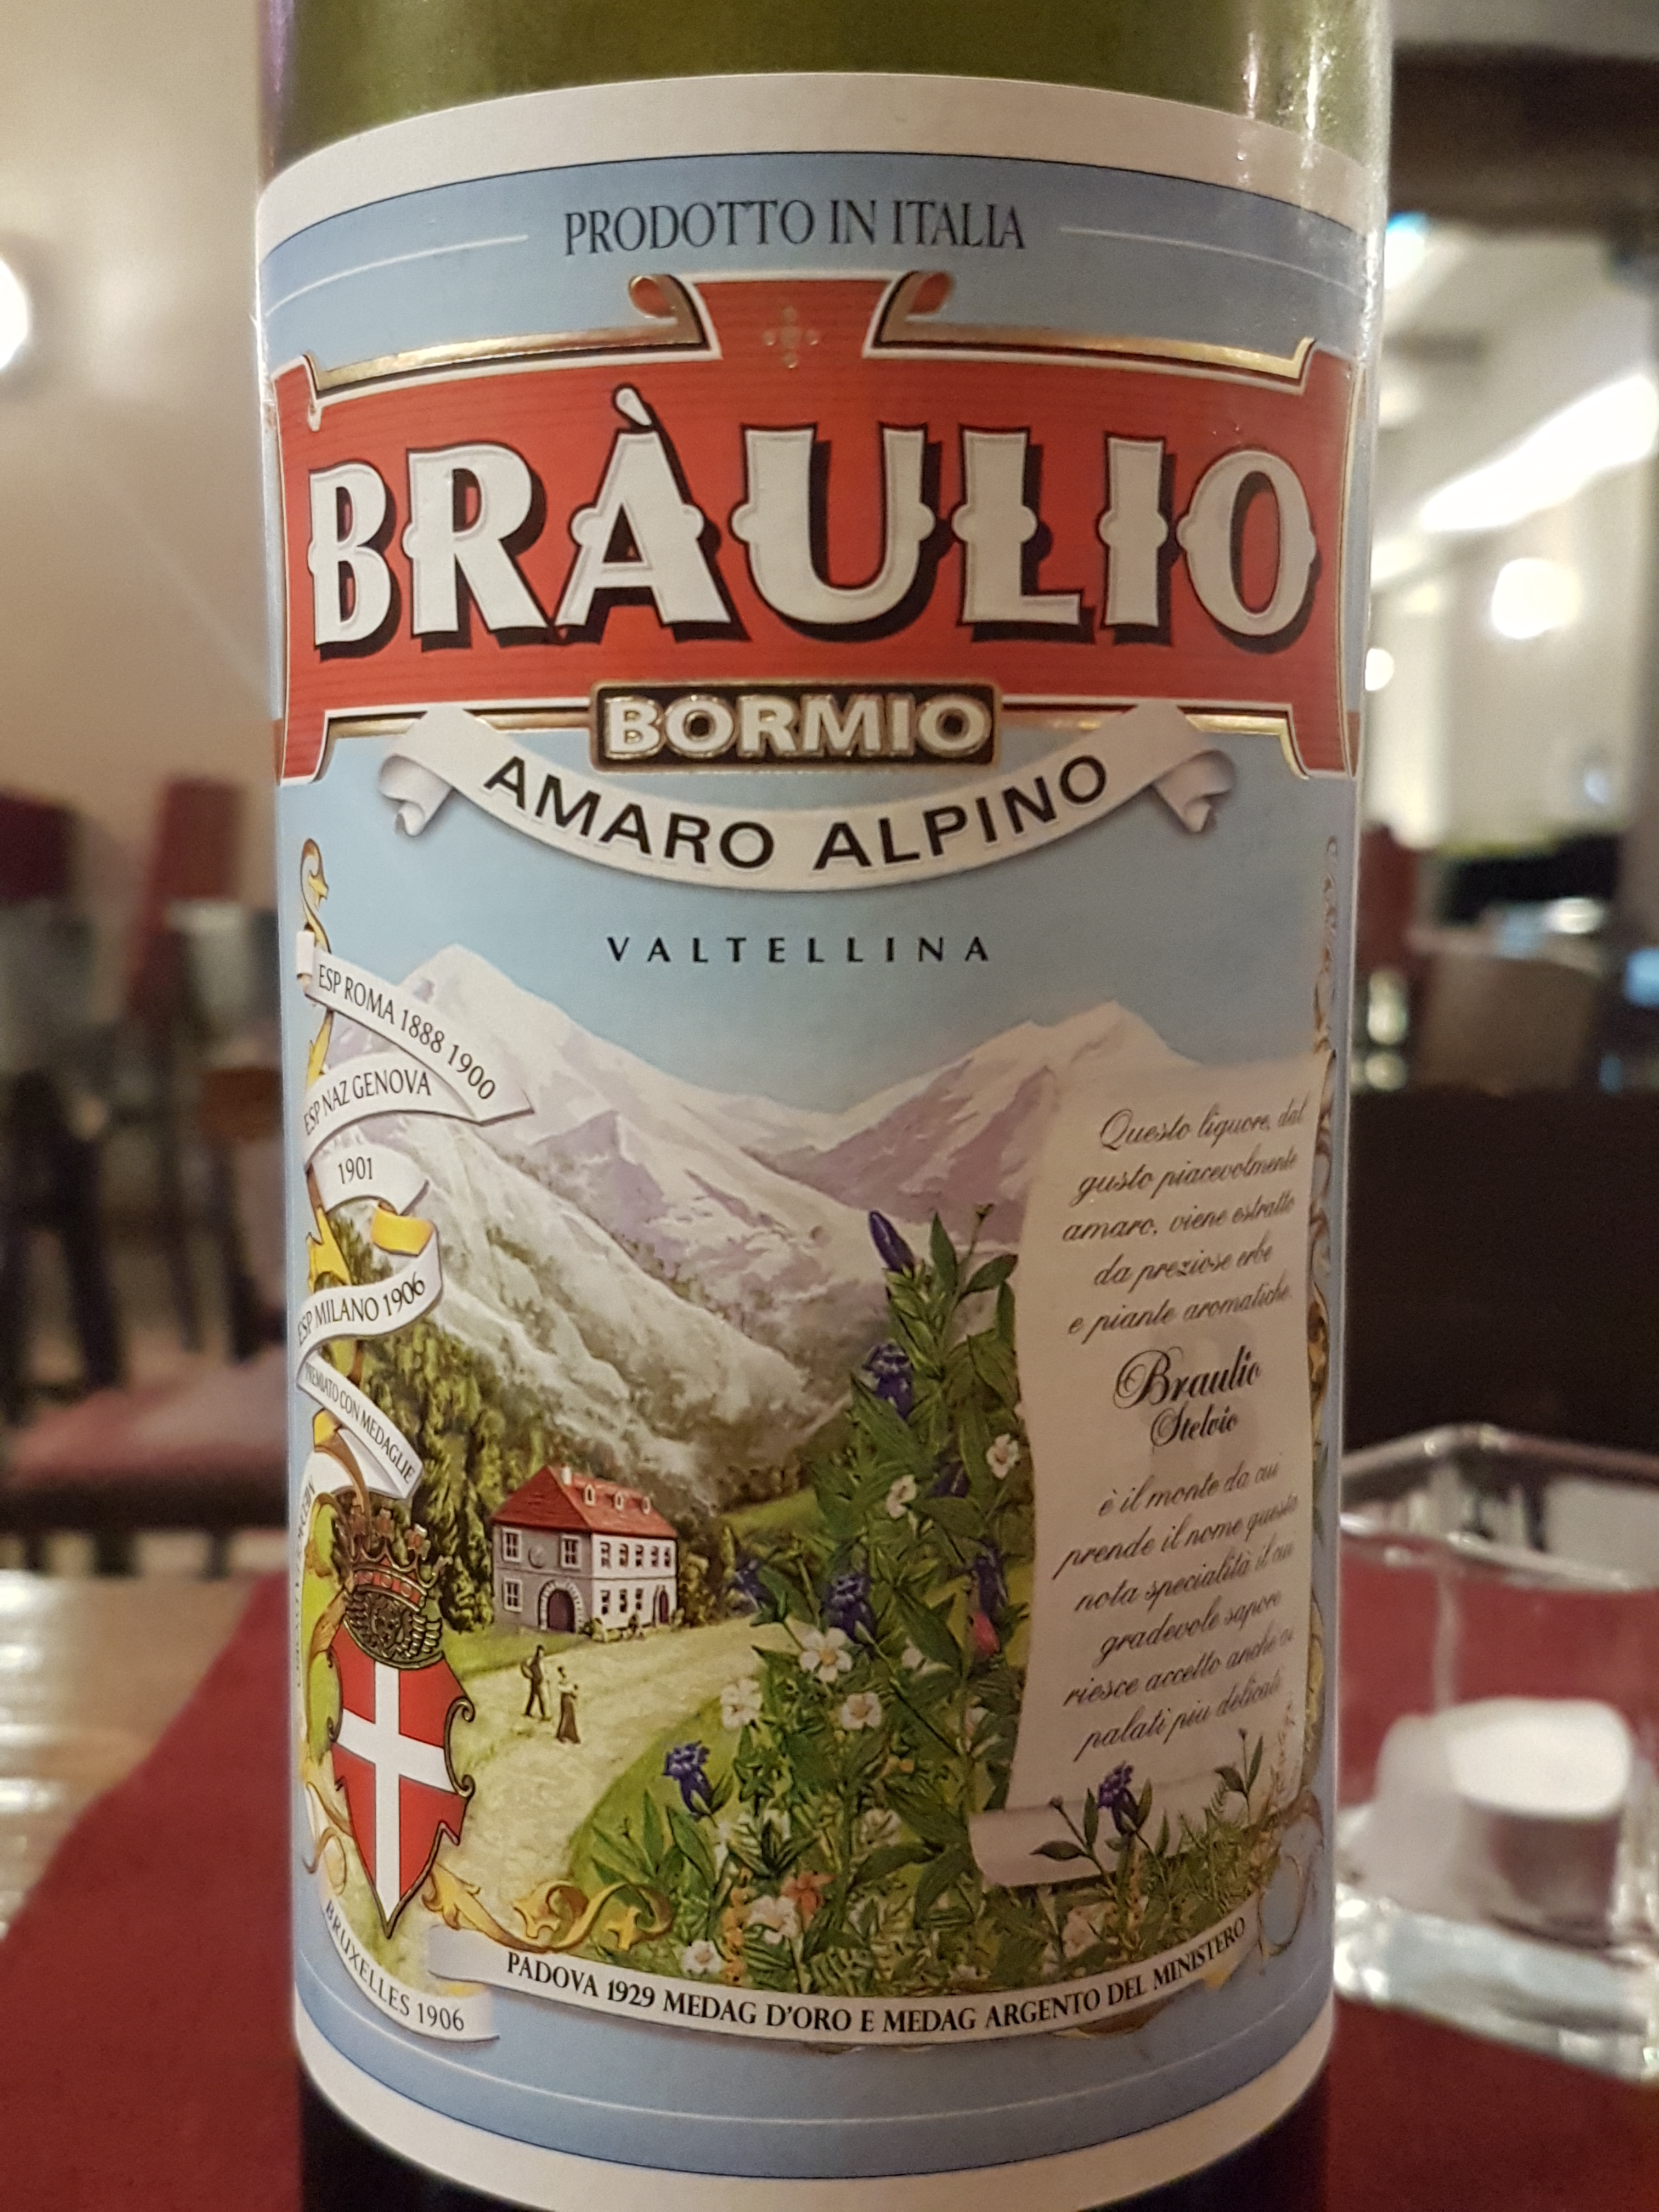 PRODOTTO IN ITALIA
BRÀULIO
BORMIO
AMARO ALPINO
VALTELLINA
ESP ROMA 1888 1900
ESP NAZ GENOVA
1901
ESP MILANO 1906
CON MEDAGLIE
BRUXELLES 1906
PADOVA 1929 MEDAG D'ORO E MEDAG ARGENTO DEL MINISTERO
Questo liquore, dal
gusto piacevolmente
amaro, viene estratto
da preziose erbe
e piante aromatiche.
Braulio
Stelvio
è il monte da cui
prende il nome questa
nota specialità il cui
gradevole sapore
riesce accetto anche ai
palati piu delicati